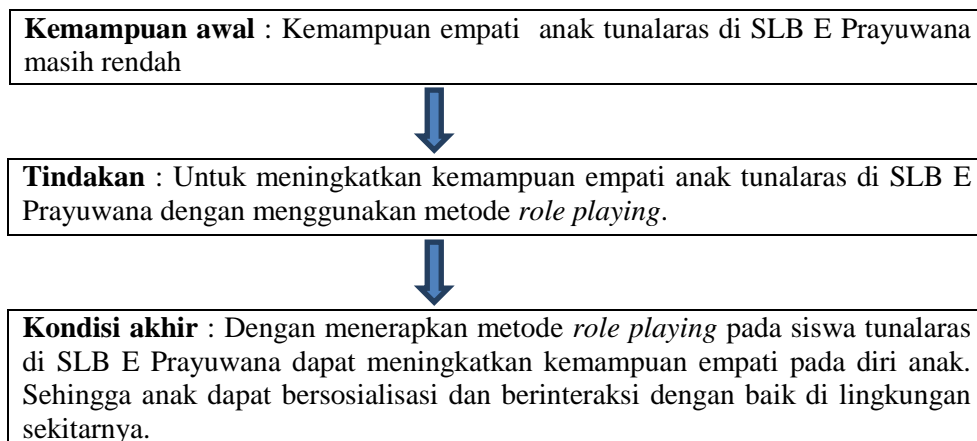 Kemampuan awal : Kemampuan empati anak tunalaras di SLB E Prayuwana
masih rendah
Tindakan : Untuk meningkatkan kemampuan empati anak tunalaras di SLB E
Prayuwana dengan menggunakan metode role playing.
Kondisi akhir : Dengan menerapkan metode role playing pada siswa tunalaras
di SLB E Prayuwana dapat meningkatkan kemampuan empati pada diri anak.
Sehingga anak dapat bersosialisasi dan berinteraksi dengan baik di lingkungan
sekitarnya.